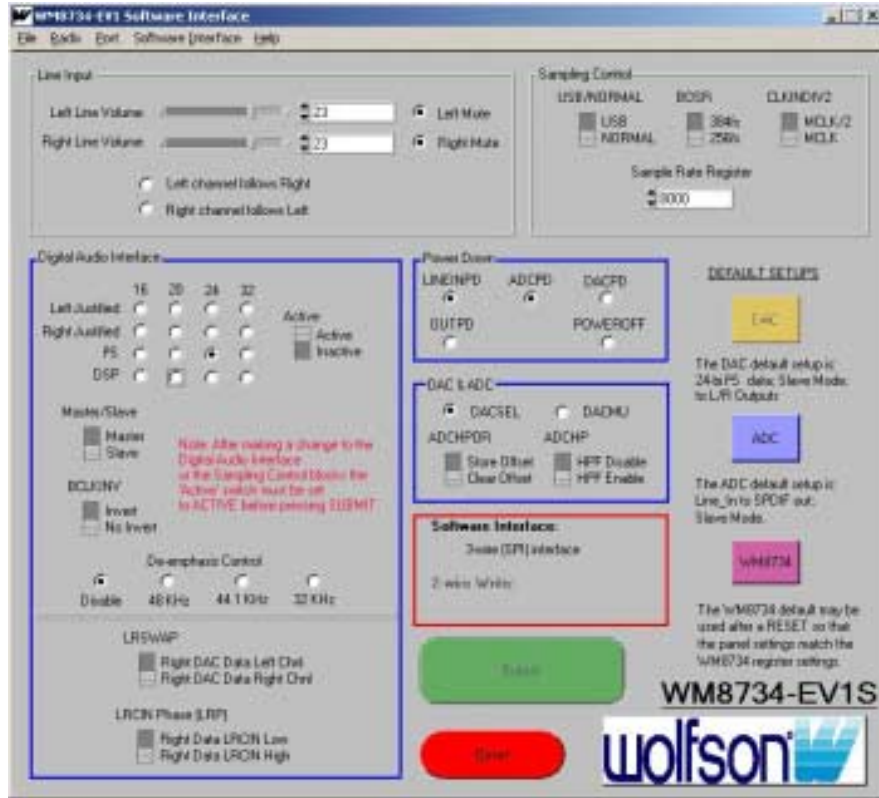 WM8734-EV1 Software Interface
File Radix Port Software Interface Help
Line Input
Left Line Volume 23 Left Mute
Right Line Volume 23 Right Mute
Left channel follows Right
Right channel follows Left
Sampling Control
USB/NORMAL BOSR CLKINDIV2
USB 384fs MCLK/2
NORMAL 256fs MCLK
Sample Rate Register
8000
Digital Audio Interface
16 20 24 32
Left Justified
Right Justified
I²S
DSP
Active
Active
Inactive
Master/Slave
Master
Slave
Note: After making a change to the
Digital Audio Interface
or the Sampling Control blocks the
'Active' switch must be set
to ACTIVE before pressing SUBMIT
BCLKINV
Invert
No Invert
De-emphasis Control
Disable 48 KHz 44.1 KHz 32 KHz
LRSWAP
Right DAC Data Left Chnl
Right DAC Data Right Chnl
LRCIN Phase (LRP)
Right Data LRCIN Low
Right Data LRCIN High
Power Down
LINEINPD ADCPD DACPD
OUTPD POWEROFF
DAC & ADC
DACSEL DACMU
ADCHPOR ADCHP
Store Offset HPF Disable
Clear Offset HPF Enable
Software Interface:
3-wire (SPI) interface
2-wire Write:
Submit
Reset
DEFAULT SETUPS
DAC
The DAC default setup is:
24-bit I²S data; Slave Mode;
to L/R Outputs
ADC
The ADC default setup is:
Line_In to SPDIF out;
Slave Mode.
WM8734
The WM8734 default may be
used after a RESET so that
the panel settings match the
WM8734 register settings.
WM8734-EV1S
wolfson